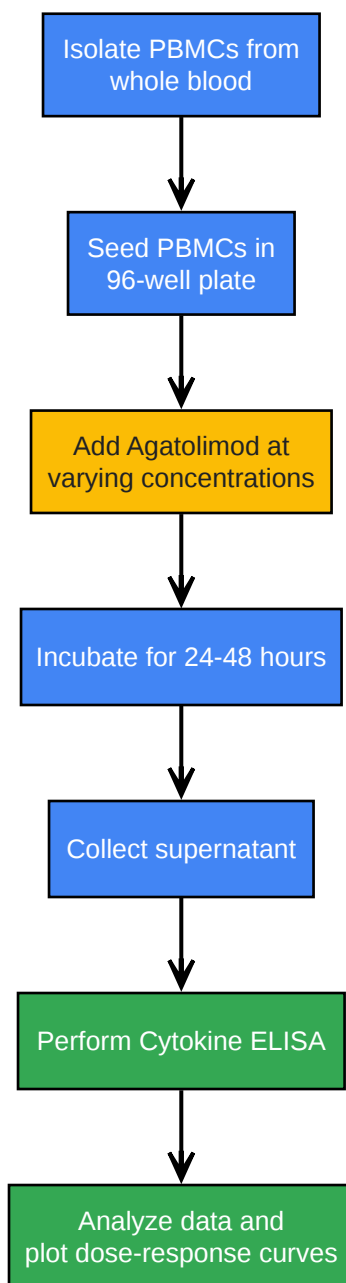 Isolate PBMCs from
whole blood
Seed PBMCs in
96-well plate
Add Agatolimod at
varying concentrations
Incubate for 24-48 hours
Collect supernatant
Perform Cytokine ELISA
Analyze data and
plot dose-response curves